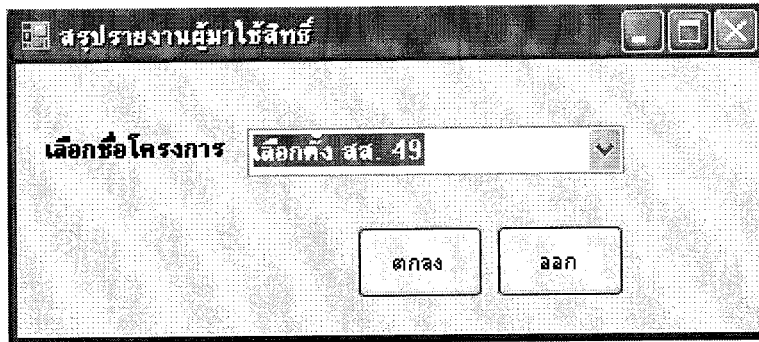 สรุปรายงานผู้มาใช้สิทธิ์
เลือกชื่อโครงการ เลือกตั้ง สส. 49
ตกลง ออก